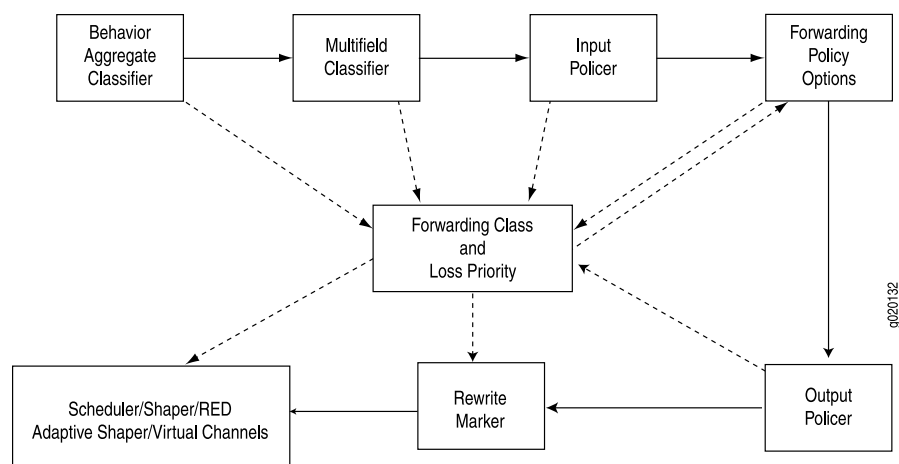 Behavior
Aggregate
Classifier
Multifield
Classifier
Input
Policer
Forwarding
Policy
Options
Forwarding Class
and
Loss Priority
g020132
Scheduler/Shaper/RED
Adaptive Shaper/Virtual Channels
Rewrite
Marker
Output
Policer